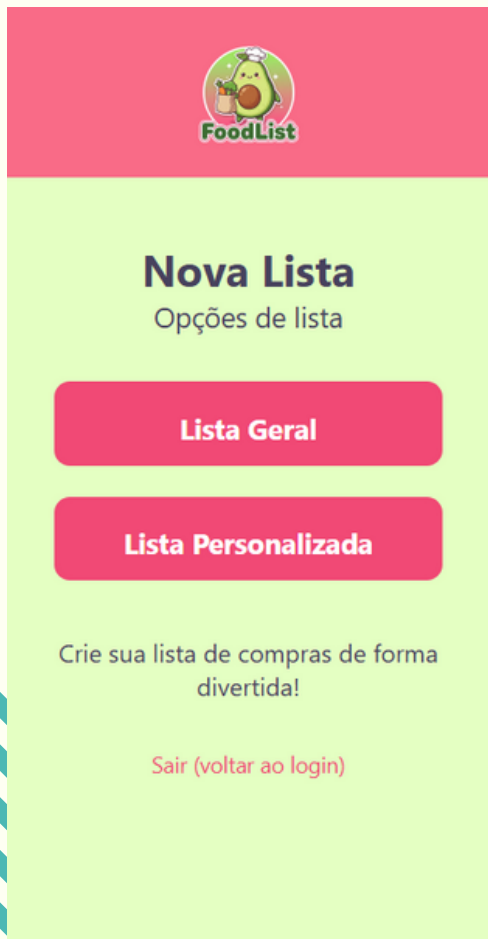 FoodList
Nova Lista
Opções de lista
Lista Geral
Lista Personalizada
Crie sua lista de compras de forma
divertida!
Sair (voltar ao login)